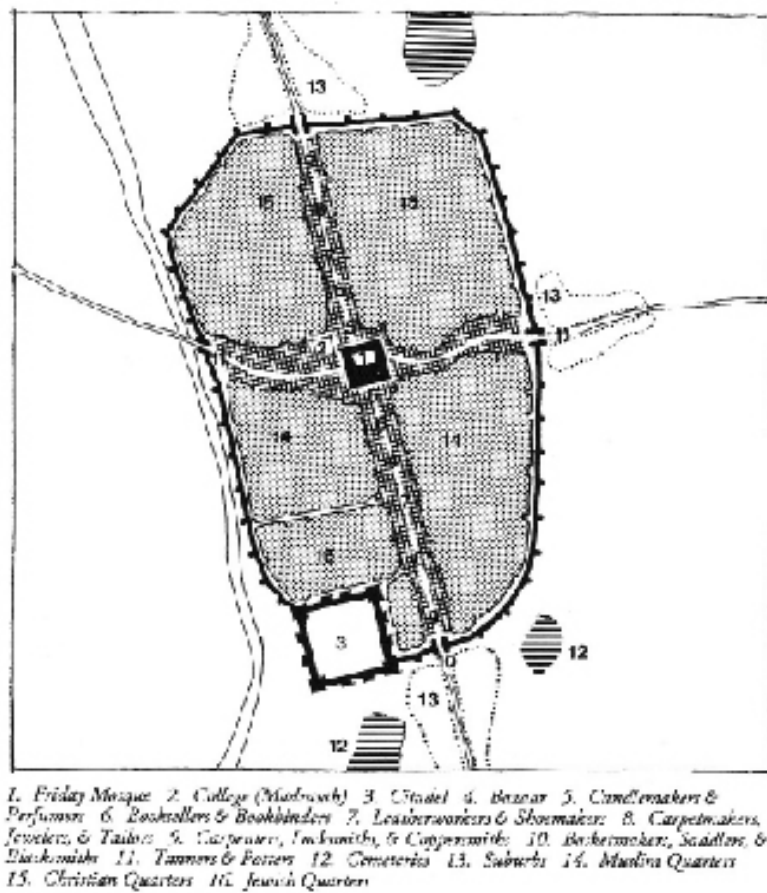 13
15
15
13
11
14
14
16
3
12
13
12
1. Friday Mosque 2. College (Madrasah) 3. Citadel 4. Bazaar 5. Candlemakers &
Perfumers 6. Booksellers & Bookbinders 7. Leatherworkers & Shoemakers 8. Carpetmakers,
Jewelers, & Tailors 9. Carpenters, Locksmiths, & Coppersmiths 10. Basketmakers, Saddlers, &
Blacksmiths 11. Tanners & Potters 12. Cemeteries 13. Suburbs 14. Muslim Quarters
15. Christian Quarters 16. Jewish Quarters